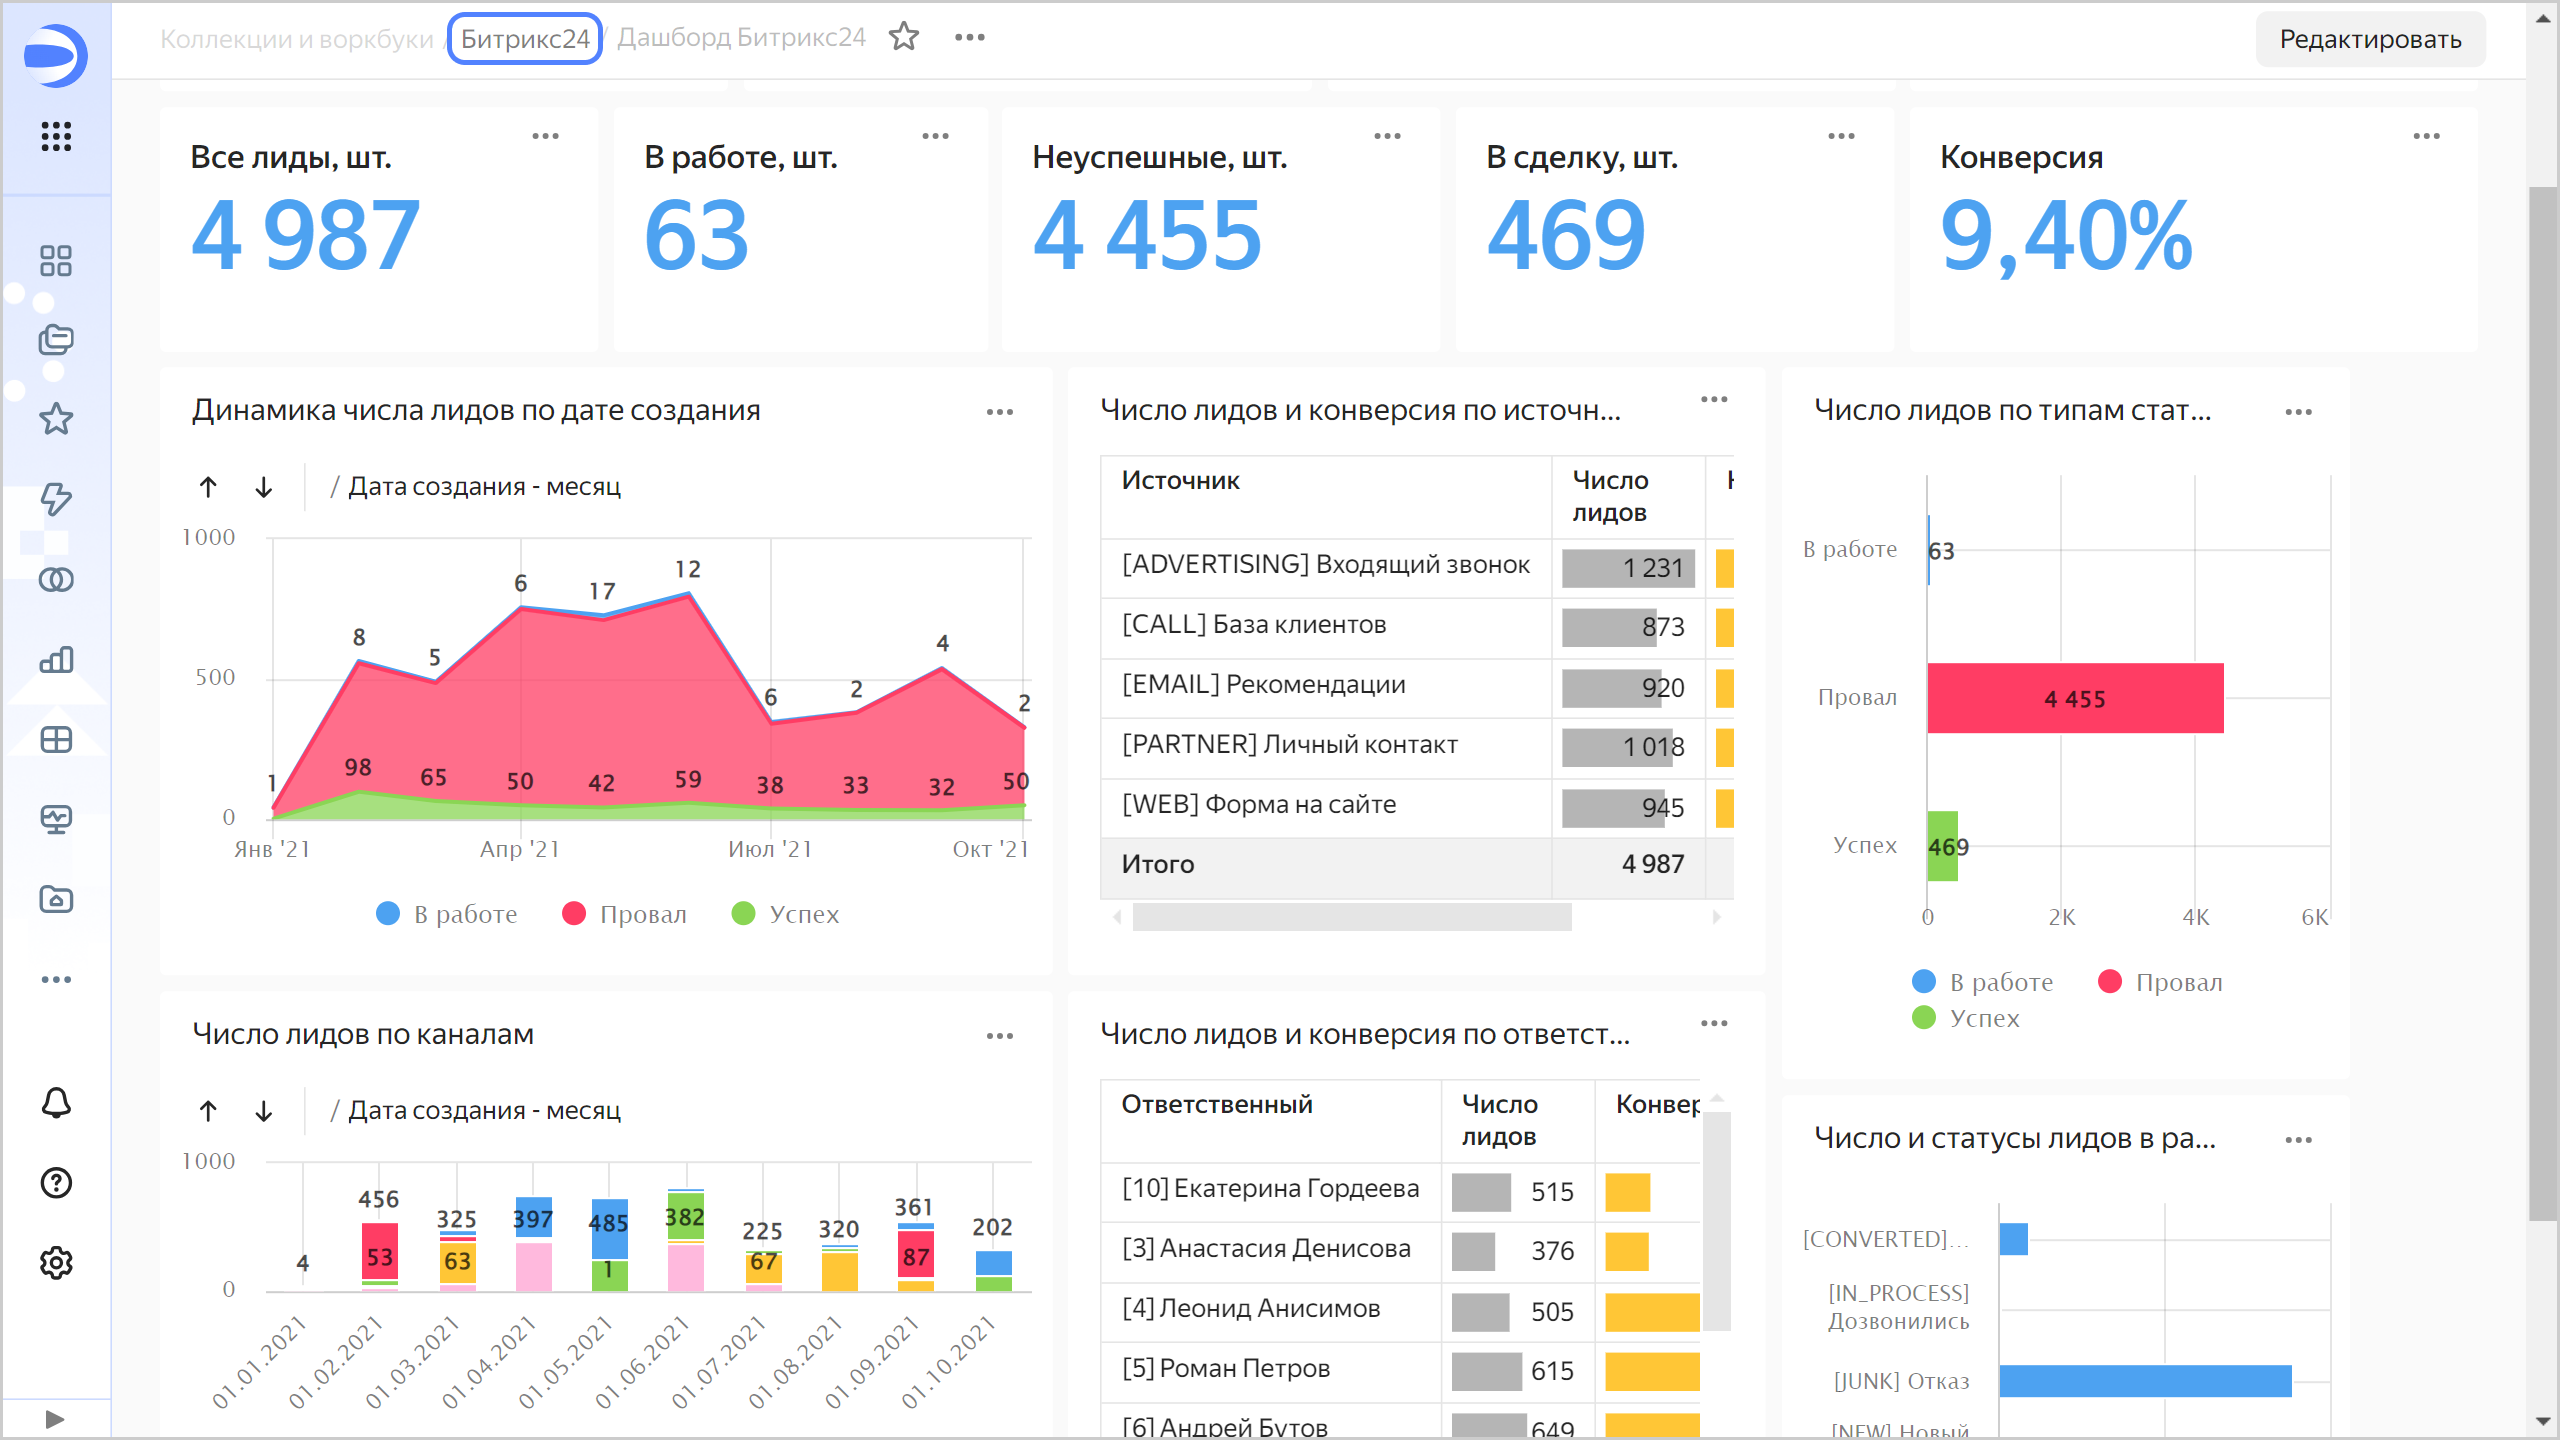 Коллекции и воркбуки / Битрикс24 / Дашборд Битрикс24
Редактировать
Все лиды, шт.
4 987
В работе, шт.
63
Неуспешные, шт.
4 455
В сделку, шт.
469
Конверсия
9,40%
Динамика числа лидов по дате создания
/ Дата создания - месяц
1000
500
0
8
5
6
17
12
6
2
4
2
1
98
65
50
42
59
38
33
32
50
Янв '21
Апр '21
Июл '21
Окт '21
В работе
Провал
Успех
Число лидов и конверсия по источн...
Источник
Число
лидов
[ADVERTISING] Входящий звонок 1 231
[CALL] База клиентов 873
[EMAIL] Рекомендации 920
[PARTNER] Личный контакт 1 018
[WEB] Форма на сайте 945
Итого 4 987
Число лидов по типам стат...
В работе
63
Провал
4 455
Успех
469
0
2K
4K
6K
В работе
Провал
Успех
Число лидов по каналам
/ Дата создания - месяц
1000
0
4
456
53
325
63
397
485
1
382
225
67
320
361
87
202
01.01.2021
01.02.2021
01.03.2021
01.04.2021
01.05.2021
01.06.2021
01.07.2021
01.08.2021
01.09.2021
01.10.2021
Число лидов и конверсия по ответст...
Ответственный
Число
лидов
Конвер
[10] Екатерина Гордеева 515
[3] Анастасия Денисова 376
[4] Леонид Анисимов 505
[5] Роман Петров 615
[6] Андрей Бутов 649
Число и статусы лидов в ра...
[CONVERTED]...
[IN_PROCESS]
Дозвонились
[JUNK] Отказ
[NEW] Новый